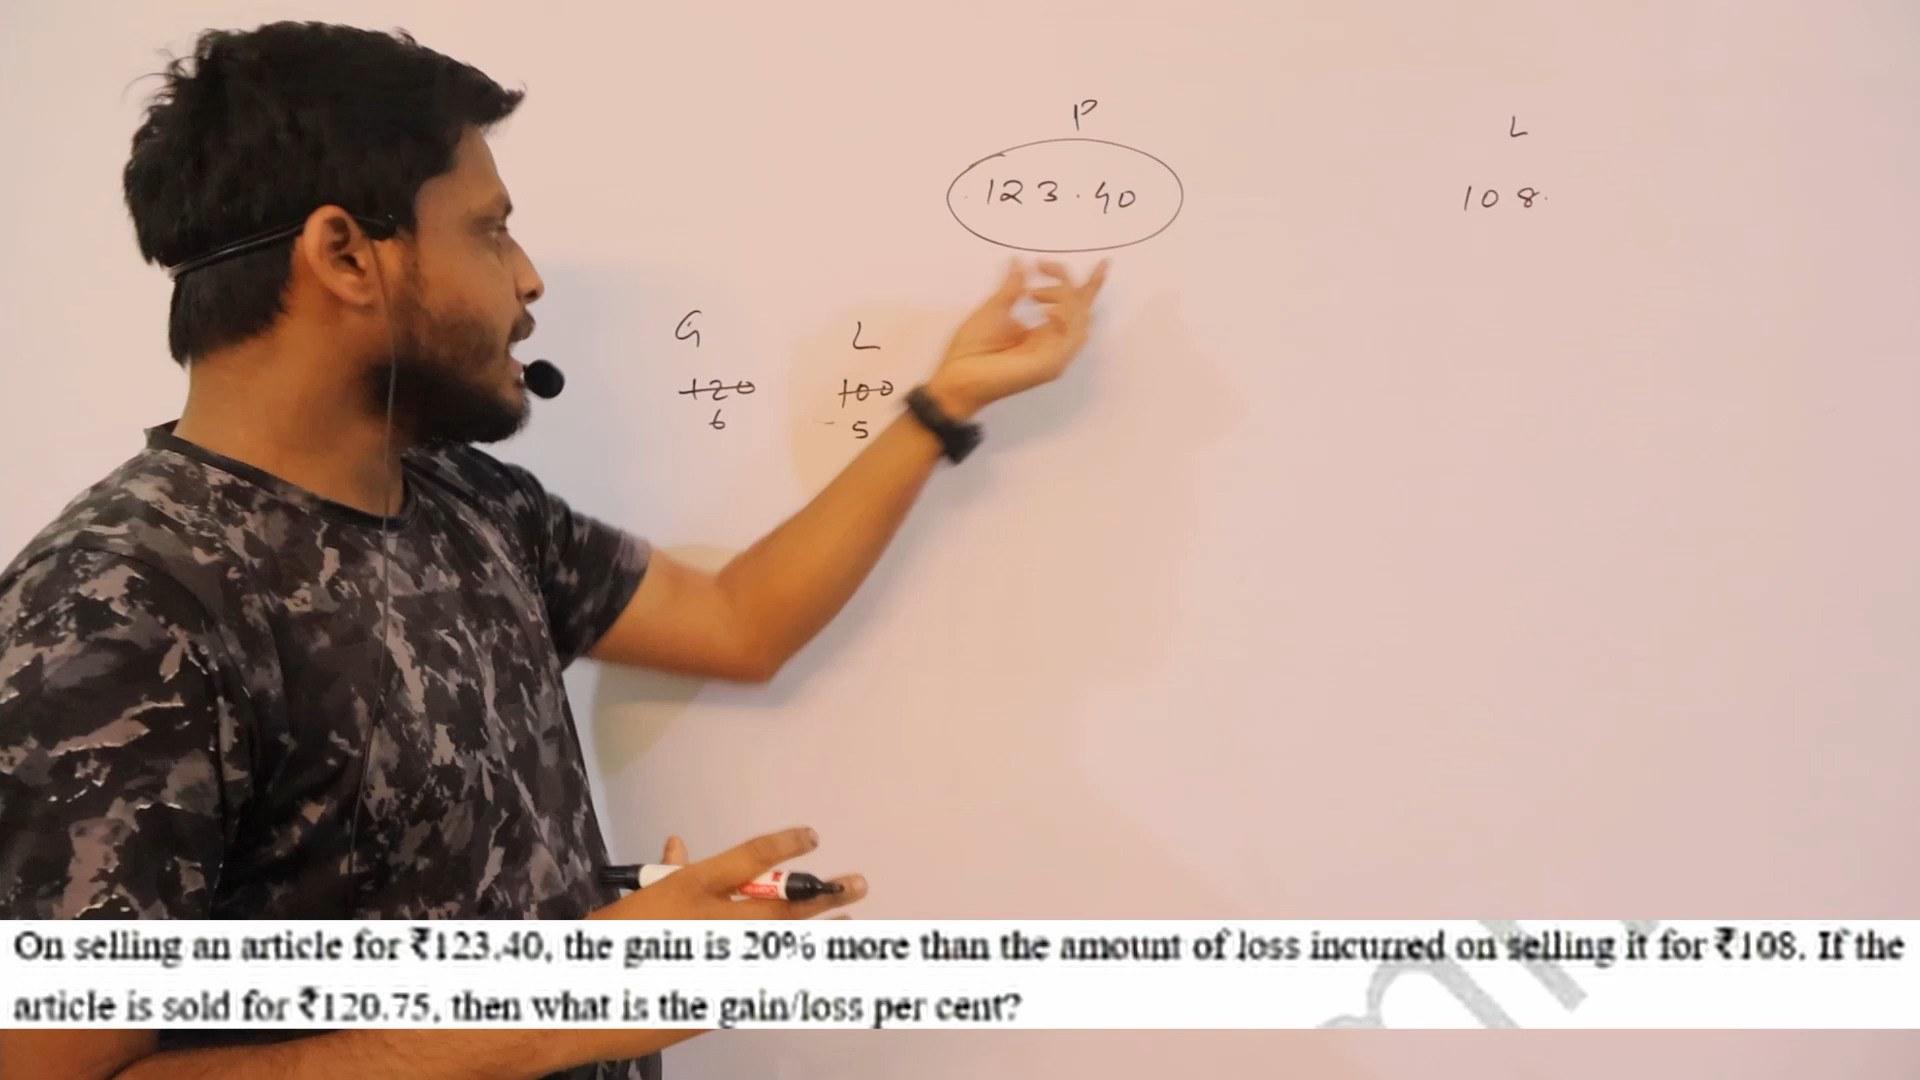 P
L
123.40
108.
G
L
120
100
6
5
On selling an article for ₹123.40, the gain is 20% more than the amount of loss incurred on selling it for ₹108. If the
article is sold for ₹120.75, then what is the gain/loss per cent?